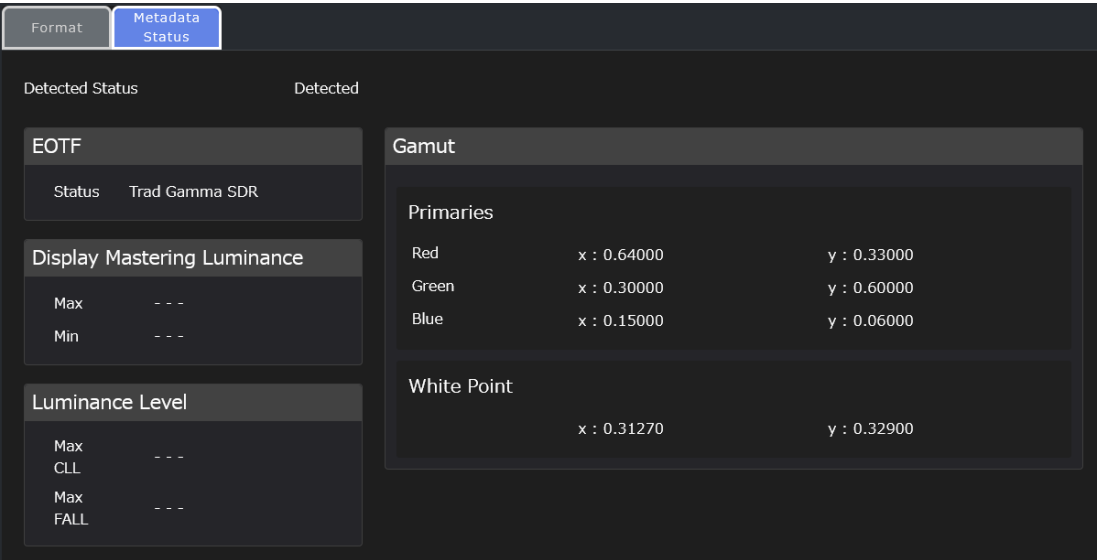 Format
Metadata
Status
Detected Status Detected
EOTF
Status Trad Gamma SDR
Display Mastering Luminance
Max - - -
Min - - -
Luminance Level
Max
CLL - - -
Max
FALL - - -
Gamut
Primaries
Red x : 0.64000 y : 0.33000
Green x : 0.30000 y : 0.60000
Blue x : 0.15000 y : 0.06000
White Point
x : 0.31270 y : 0.32900